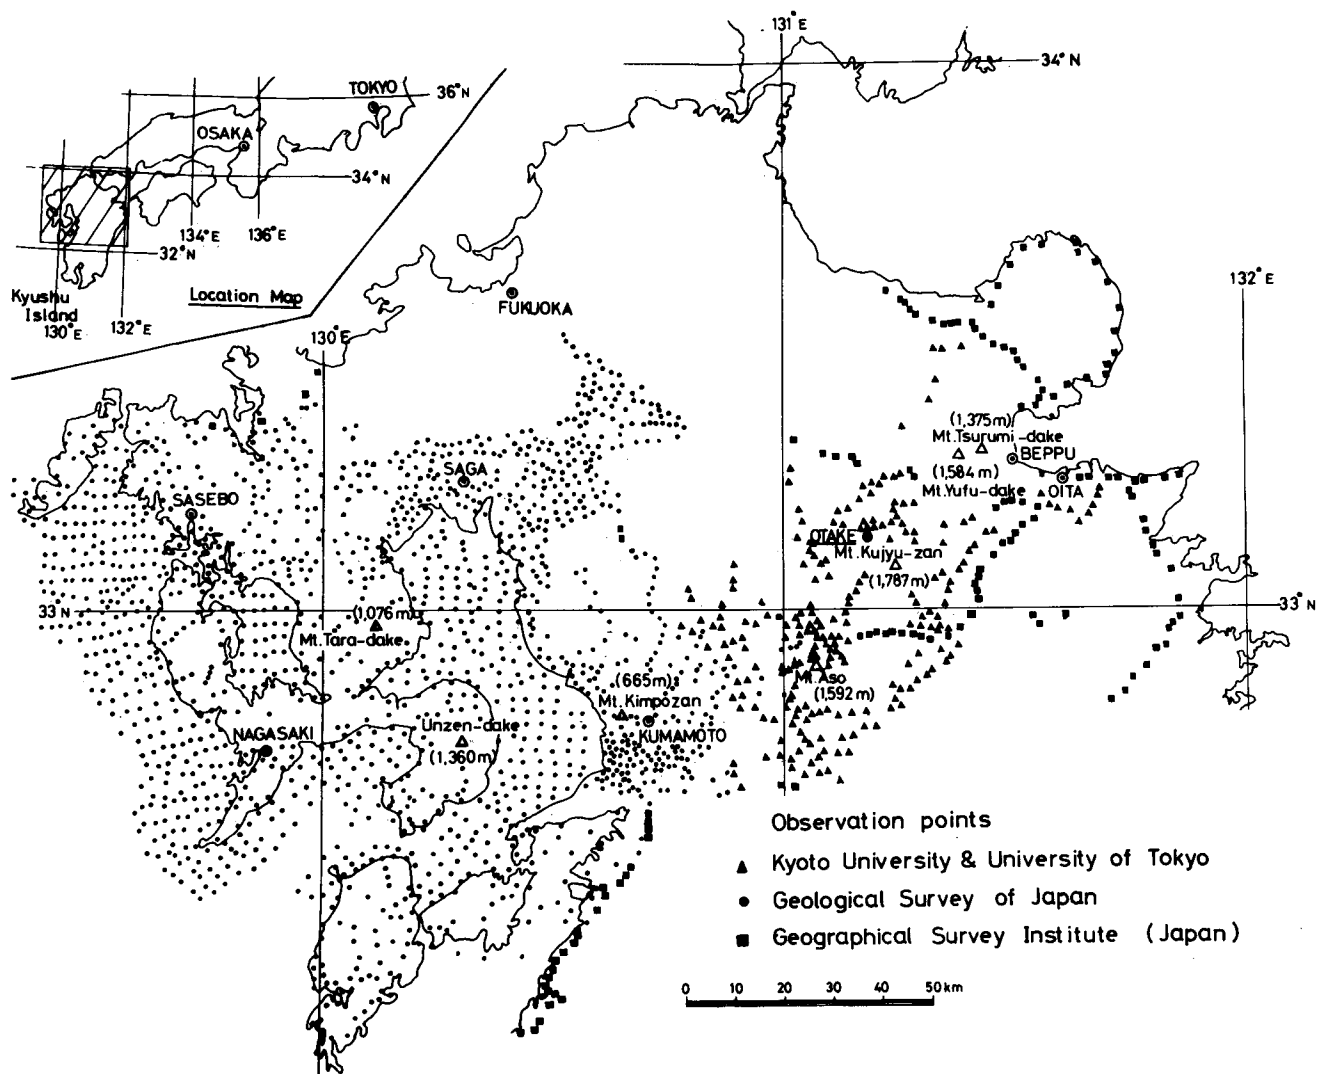 131°E
34°N
TOKYO
36°N
OSAKA
34°N
134°E
136°E
32°N
Kyushu
Island
130°E
132°E
Location Map
FUKUOKA
132°E
130°E
(1,375m)
Mt.Tsurumi-dake
BEPPU
(1,584 m)
Mt.Yufu-dake
OITA
SAGA
SASEBO
OTAKE
Mt.Kujyu-zan
(1,787m)
33 N
33°N
(1,076m)
Mt.Tara-dake
Mt.Aso
(1,592 m)
(665m)
Mt.Kimpozan
KUMAMOTO
Unzen-dake
(1,360m)
NAGASAKI
Observation points
▲ Kyoto University & University of Tokyo
● Geological Survey of Japan
■ Geographical Survey Institute (Japan)
0 10 20 30 40 50km